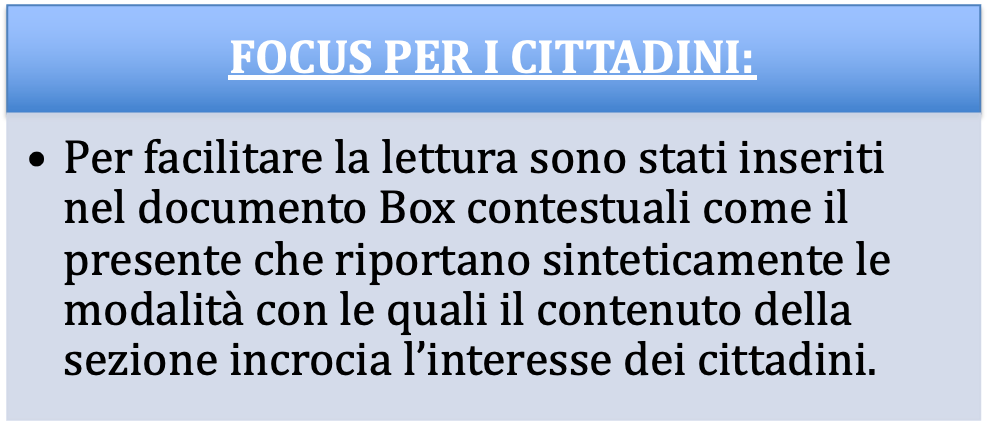 FOCUS PER I CITTADINI:
• Per facilitare la lettura sono stati inseriti
nel documento Box contestuali come il
presente che riportano sinteticamente le
modalità con le quali il contenuto della
sezione incrocia l’interesse dei cittadini.